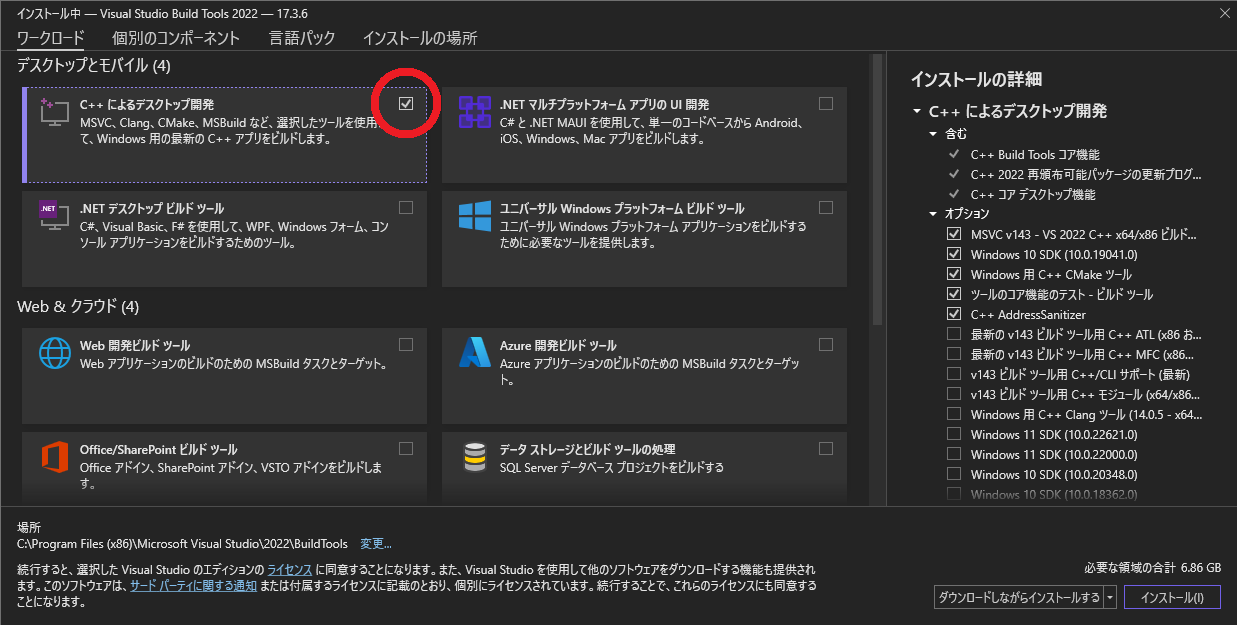 インストール中 — Visual Studio Build Tools 2022 — 17.3.6
ワークロード 個別のコンポーネント 言語パック インストールの場所
デスクトップとモバイル (4)
C++ によるデスクトップ開発
MSVC、Clang、CMake、MSBuild など、選択したツールを使用
て、Windows 用の最新の C++ アプリをビルドします。
.NET マルチプラットフォーム アプリの UI 開発
C# と .NET MAUI を使用して、単一のコードベースから Android、
iOS、Windows、Mac アプリをビルドします。
.NET
.NET デスクトップ ビルド ツール
C#、Visual Basic、F# を使用して、WPF、Windows フォーム、コン
ソール アプリケーションをビルドするためのツール。
ユニバーサル Windows プラットフォーム ビルド ツール
ユニバーサル Windows プラットフォーム アプリケーションをビルドする
ために必要なツールを提供します。
Web & クラウド (4)
Web 開発ビルド ツール
Web アプリケーションのビルドのための MSBuild タスクとターゲット。
Azure 開発ビルド ツール
Azure アプリケーションのビルドのための MSBuild タスクとターゲッ
ト。
Office/SharePoint ビルド ツール
Office アドイン、SharePoint アドイン、VSTO アドインをビルドしま
す。
データ ストレージとビルド ツールの処理
SQL Server データベース プロジェクトをビルドする
インストールの詳細
C++ によるデスクトップ開発
含む
C++ Build Tools コア機能
C++ 2022 再頒布可能パッケージの更新プログ...
C++ コア デスクトップ機能
オプション
MSVC v143 - VS 2022 C++ x64/x86 ビルド...
Windows 10 SDK (10.0.19041.0)
Windows 用 C++ CMake ツール
ツールのコア機能のテスト - ビルド ツール
C++ AddressSanitizer
最新の v143 ビルド ツール用 C++ ATL (x86 お...
最新の v143 ビルド ツール用 C++ MFC (x86...
v143 ビルド ツール用 C++/CLI サポート (最新)
v143 ビルド ツール用 C++ モジュール (x64/x86...
Windows 用 C++ Clang ツール (14.0.5 - x64...
Windows 11 SDK (10.0.22621.0)
Windows 11 SDK (10.0.22000.0)
Windows 10 SDK (10.0.20348.0)
Windows 10 SDK (10.0.18362.0)
場所
C:\Program Files (x86)\Microsoft Visual Studio\2022\BuildTools 変更...
続行すると、選択した Visual Studio のエディションの ライセンス に同意することになります。また、Visual Studio を使用して他のソフトウェアをダウンロードする機能も提供され
ます。このソフトウェアは、サード パーティに関する通知 または付属するライセンスに記載のとおり、個別にライセンスされています。続行することで、これらのライセンスにも同意する
ことになります。
必要な領域の合計 6.86 GB
ダウンロードしながらインストールする インストール(I)